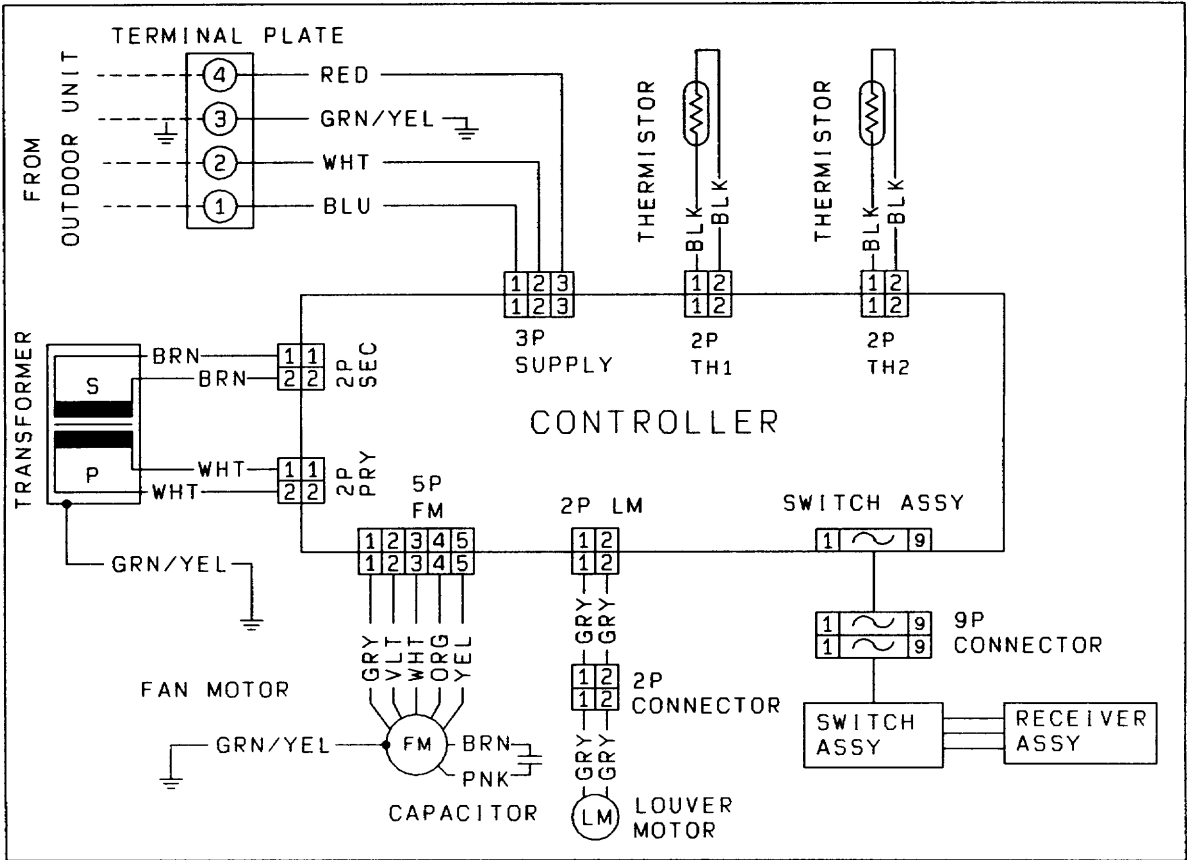 TERMINAL PLATE
FROM
OUTDOOR UNIT
4 RED
3 GRN/YEL
2 WHT
1 BLU
THERMISTOR
BLK
BLK
THERMISTOR
BLK
BLK
1 2 3
1 2 3
3P
SUPPLY
1 2
1 2
2P
TH1
1 2
1 2
2P
TH2
TRANSFORMER
S
P
BRN
BRN
1 1
2 2
2P
SEC
WHT
WHT
1 1
2 2
2P
PRY
GRN/YEL
CONTROLLER
5P
FM
1 2 3 4 5
1 2 3 4 5
GRY
VLT
WHT
ORG
YEL
FAN MOTOR
GRN/YEL
FM
BRN
PNK
CAPACITOR
2P LM
1 2
1 2
GRY
GRY
1 2
1 2
2P
CONNECTOR
GRY
GRY
LM
LOUVER
MOTOR
SWITCH ASSY
1 9
1 9
1 9
9P
CONNECTOR
SWITCH
ASSY
RECEIVER
ASSY